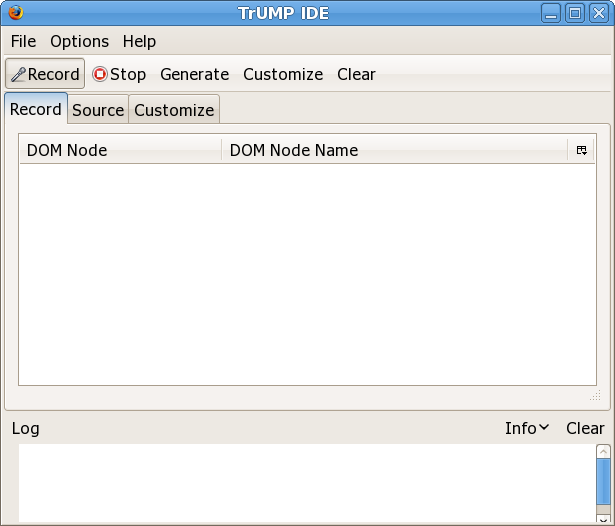 TrUMP IDE
File Options Help
Record Stop Generate Customize Clear
Record Source Customize
DOM Node DOM Node Name
Log Info Clear